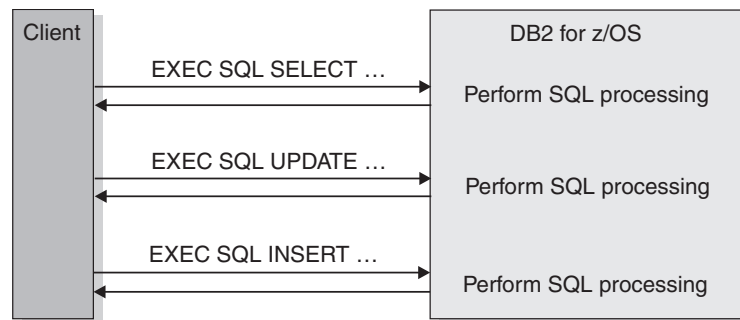 Client
DB2 for z/OS
EXEC SQL SELECT …
Perform SQL processing
EXEC SQL UPDATE …
Perform SQL processing
EXEC SQL INSERT …
Perform SQL processing